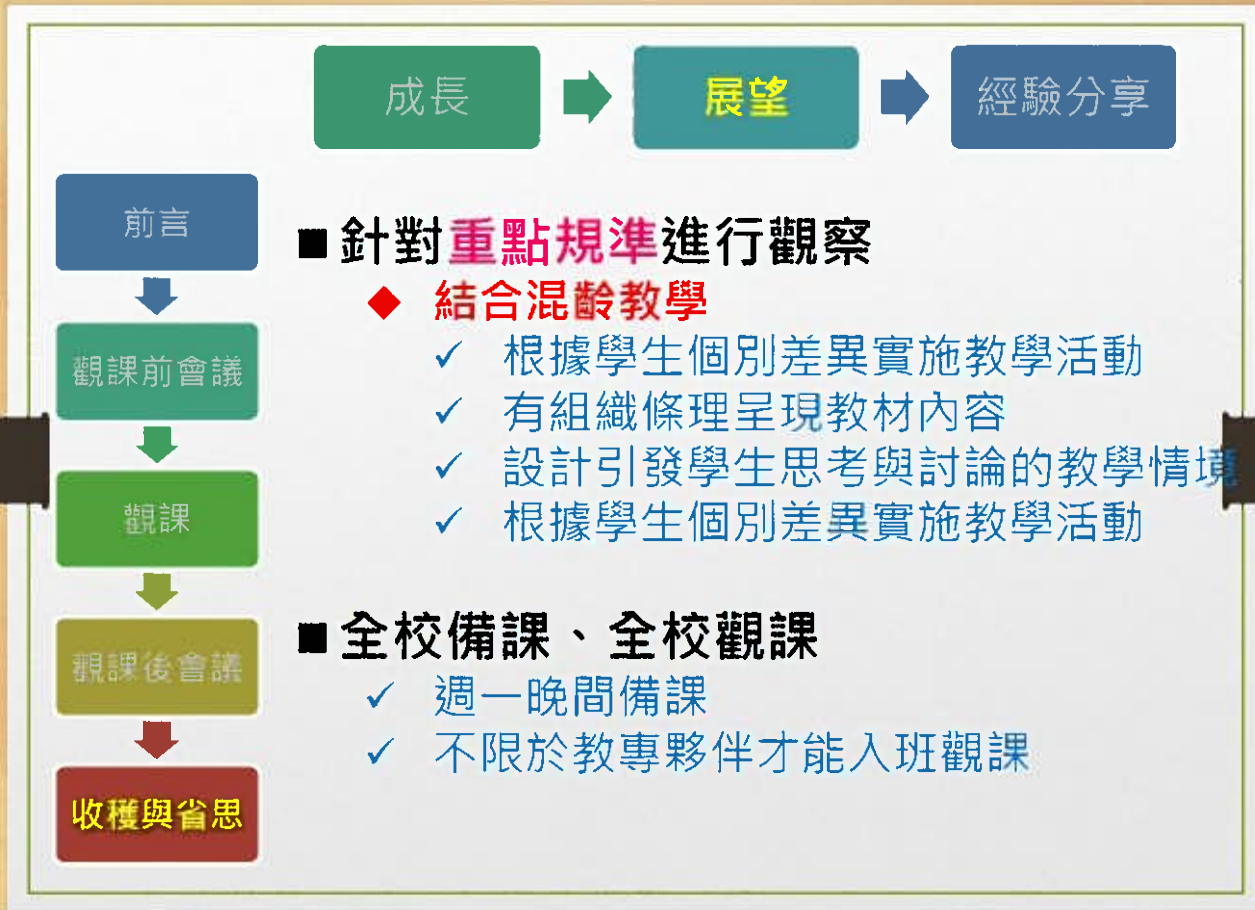 成長
展望
經驗分享
前言
觀課前會議
觀課
觀課後會議
收穫與省思
■針對重點規準進行觀察
◆ 結合混齡教學
✓ 根據學生個別差異實施教學活動
✓ 有組織條理呈現教材內容
✓ 設計引發學生思考與討論的教學情境
✓ 根據學生個別差異實施教學活動
■全校備課、全校觀課
✓ 週一晚間備課
✓ 不限於教專夥伴才能入班觀課